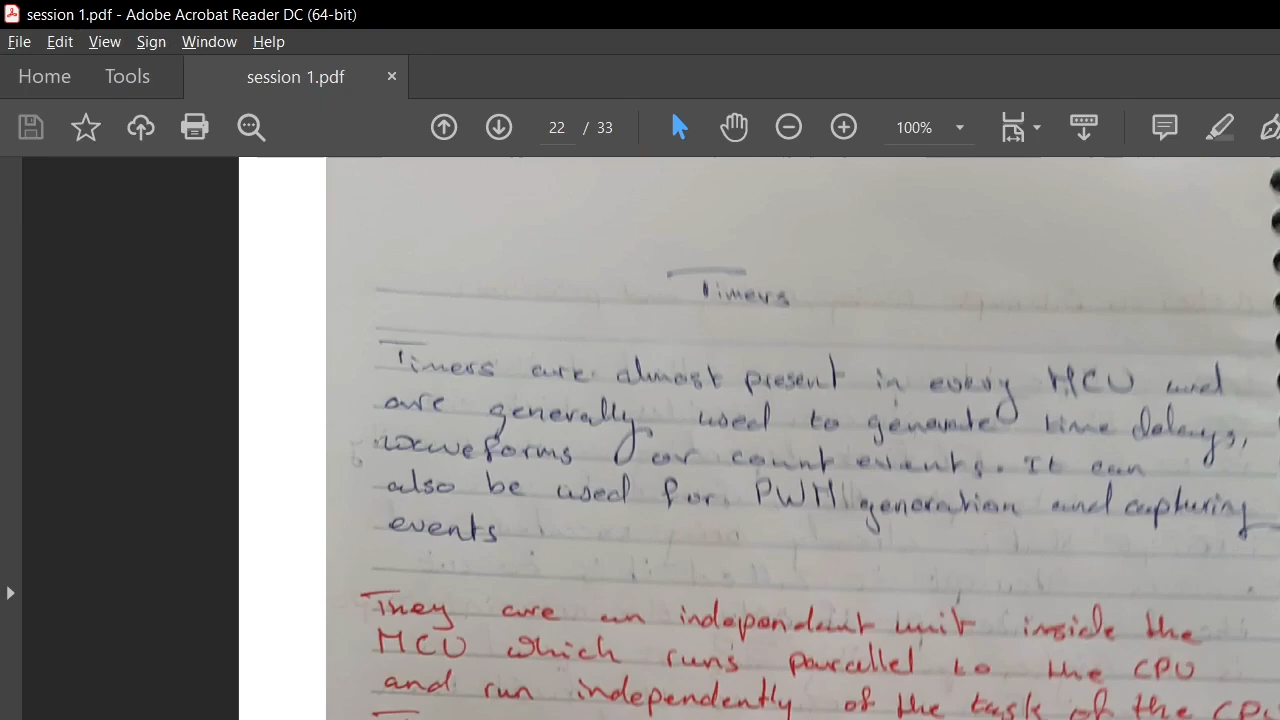 session 1.pdf - Adobe Acrobat Reader DC (64-bit)
File Edit View Sign Window Help
Home Tools session 1.pdf
22 / 33 100%
Timers
Timers are almost present in every MCU and
are generally used to generate time delays,
waveforms or count events. It can
also be used for PWM generation and capturing
events
They are an independant unit inside the
MCU which runs parallel to the CPU
and run independently of the task of the CPU